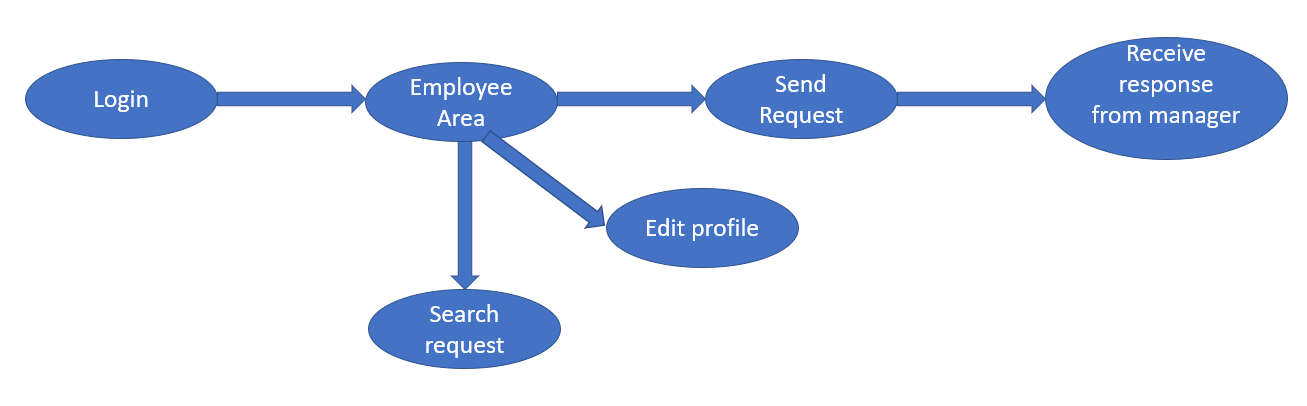 Login
Employee
Area
Send
Request
Receive
response
from manager
Edit profile
Search
request